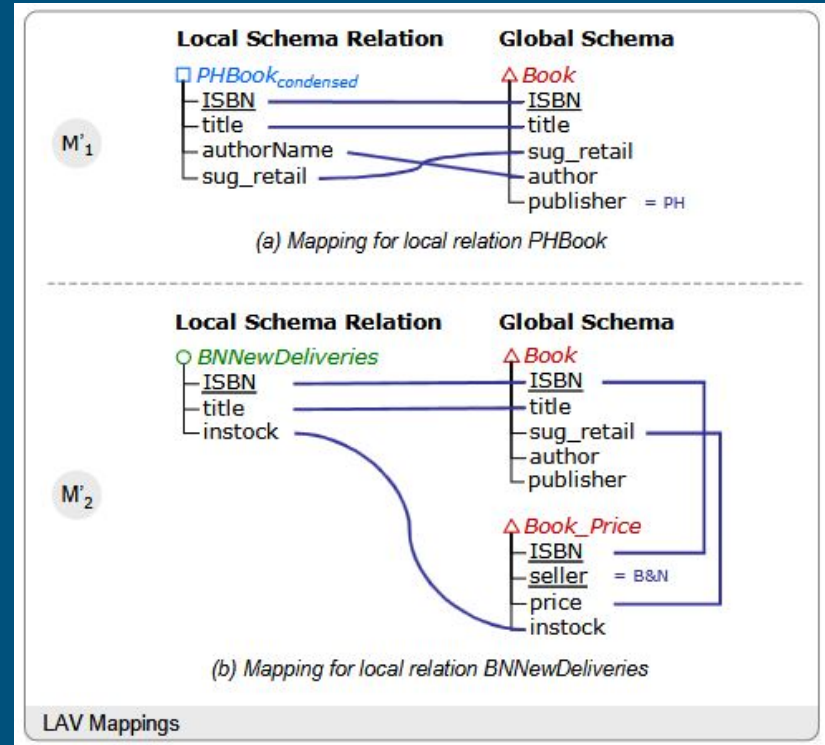 Local Schema Relation Global Schema
PHBook condensed Book
ISBN ISBN
title title
authorName sug_retail
sug_retail author
publisher = PH
M'1
(a) Mapping for local relation PHBook
Local Schema Relation Global Schema
BNNewDeliveries Book
ISBN ISBN
title title
instock sug_retail
author
publisher
M'2
Book_Price
ISBN
seller = B&N
price
instock
(b) Mapping for local relation BNNewDeliveries
LAV Mappings